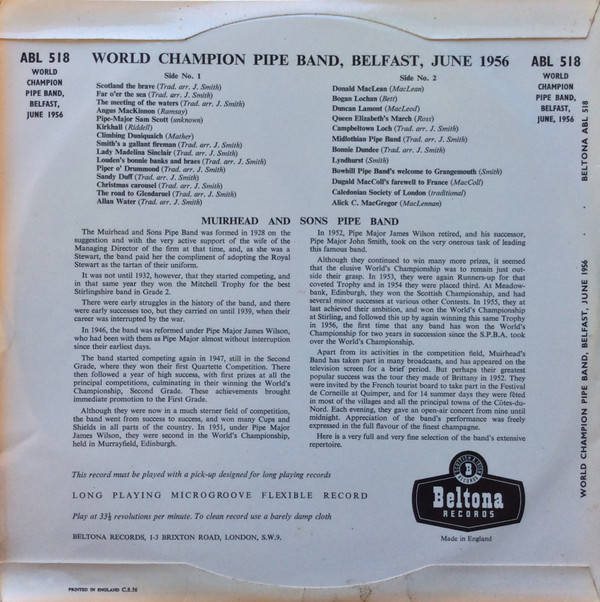 ABL 518
WORLD
CHAMPION
PIPE BAND,
BELFAST,
JUNE 1956
WORLD CHAMPION PIPE BAND, BELFAST, JUNE 1956
ABL 518
WORLD
CHAMPION
PIPE BAND,
BELFAST,
JUNE 1956
Side No. 1
Scotland the brave (Trad. arr. J. Smith)
Far o'er the sea (Trad. arr. J. Smith)
The meeting of the waters (Trad. arr. J. Smith)
Angus MacKinnon (Ramsay)
Pipe-Major Sam Scott (unknown)
Kirkhall (Riddell)
Climbing Duniquaich (Mather)
Smith's a gallant fireman (Trad. arr. J. Smith)
Lady Madelina Sinclair (Trad. arr. J. Smith)
Louden's bonnie banks and braes (Trad. arr. J. Smith)
Piper o' Drummond (Trad. arr. J. Smith)
Sandy Duff (Trad. arr. J. Smith)
Christmas carousel (Trad. arr. J. Smith)
The road to Glendaruel (Trad. arr. J. Smith)
Allan Water (Trad. arr. J. Smith)
Side No. 2
Donald MacLean (MacLean)
Bogan Lochan (Bett)
Duncan Lamont (MacLeod)
Queen Elizabeth's March (Ross)
Campbeltown Loch (Trad. arr. J. Smith)
Midlothian Pipe Band (Trad. arr. J. Smith)
Bonnie Dundee (Trad. arr. J. Smith)
Lyndhurst (Smith)
Bowhill Pipe Band's welcome to Grangemouth (Smith)
Dugald MacColl's farewell to France (MacColl)
Caledonian Society of London (traditional)
Alick C. MacGregor (MacLennan)
MUIRHEAD AND SONS PIPE BAND
The Muirhead and Sons Pipe Band was formed in 1928 on the
suggestion and with the very active support of the wife of the
Managing Director of the firm at that time, and, as she was a
Stewart, the band paid her the compliment of adopting the Royal
Stewart as the tartan of their uniform.
It was not until 1932, however, that they started competing, and
in that same year they won the Mitchell Trophy for the best
Stirlingshire band in Grade 2.
There were early struggles in the history of the band, and there
were early successes too, but they carried on until 1939, when their
career was interrupted by the war.
In 1946, the band was reformed under Pipe Major James Wilson,
who had been with them as Pipe Major almost without interruption
since their earliest days.
The band started competing again in 1947, still in the Second
Grade, where they won their first Quartette Competition. There
then followed a year of high success, with first prizes at all the
principal competitions, culminating in their winning the World's
Championship, Second Grade. These achievements brought
immediate promotion to the First Grade.
Although they were now in a much sterner field of competition,
the band went from success to success, and won many Cups and
Shields in all parts of the country. In 1951, under Pipe Major
James Wilson, they were second in the World's Championship,
held in Murrayfield, Edinburgh.
In 1952, Pipe Major James Wilson retired, and his successor,
Pipe Major John Smith, took on the very onerous task of leading
this famous band.
Although they continued to win many more prizes, it seemed
that the elusive World's Championship was to remain just out-
side their grasp. In 1953, they were again Runners-up for that
coveted Trophy and in 1954 they were placed third. At Meadow-
bank, Edinburgh, they won the Scottish Championship, and had
several minor successes at various other Contests. In 1955, they at
last achieved their ambition, and won the World's Championship
at Stirling, and followed this up by again winning this same Trophy
in 1956, the first time that any band has won the World's
Championship for two years in succession since the S.P.B.A. took
over the World's Championship.
Apart from its activities in the competition field, Muirhead's
Band has taken part in many broadcasts, and has appeared on the
television screen for a brief period. But perhaps their greatest
popular success was the tour they made of Brittany in 1952. They
were invited by the French tourist board to take part in the Festival
de Corneille at Quimper, and for 14 summer days they were fêted
in most of the villages and all the principal towns of the Côtes-du-
Nord. Each evening, they gave an open-air concert from nine until
midnight. Appreciation of the band's performance was freely
expressed in the full flavour of the finest champagne.
Here is a very full and very fine selection of the band's extensive
repertoire.
This record must be played with a pick-up designed for long playing records
LONG PLAYING MICROGROOVE FLEXIBLE RECORD
Play at 33⅓ revolutions per minute. To clean record use a barely damp cloth
BELTONA RECORDS, 1-3 BRIXTON ROAD, LONDON, S.W.9.
B
Beltona
RECORDS
Made in England
PRINTED IN ENGLAND C.S.56
WORLD CHAMPION PIPE BAND, BELFAST, JUNE 1956 · BELTONA ABL 518